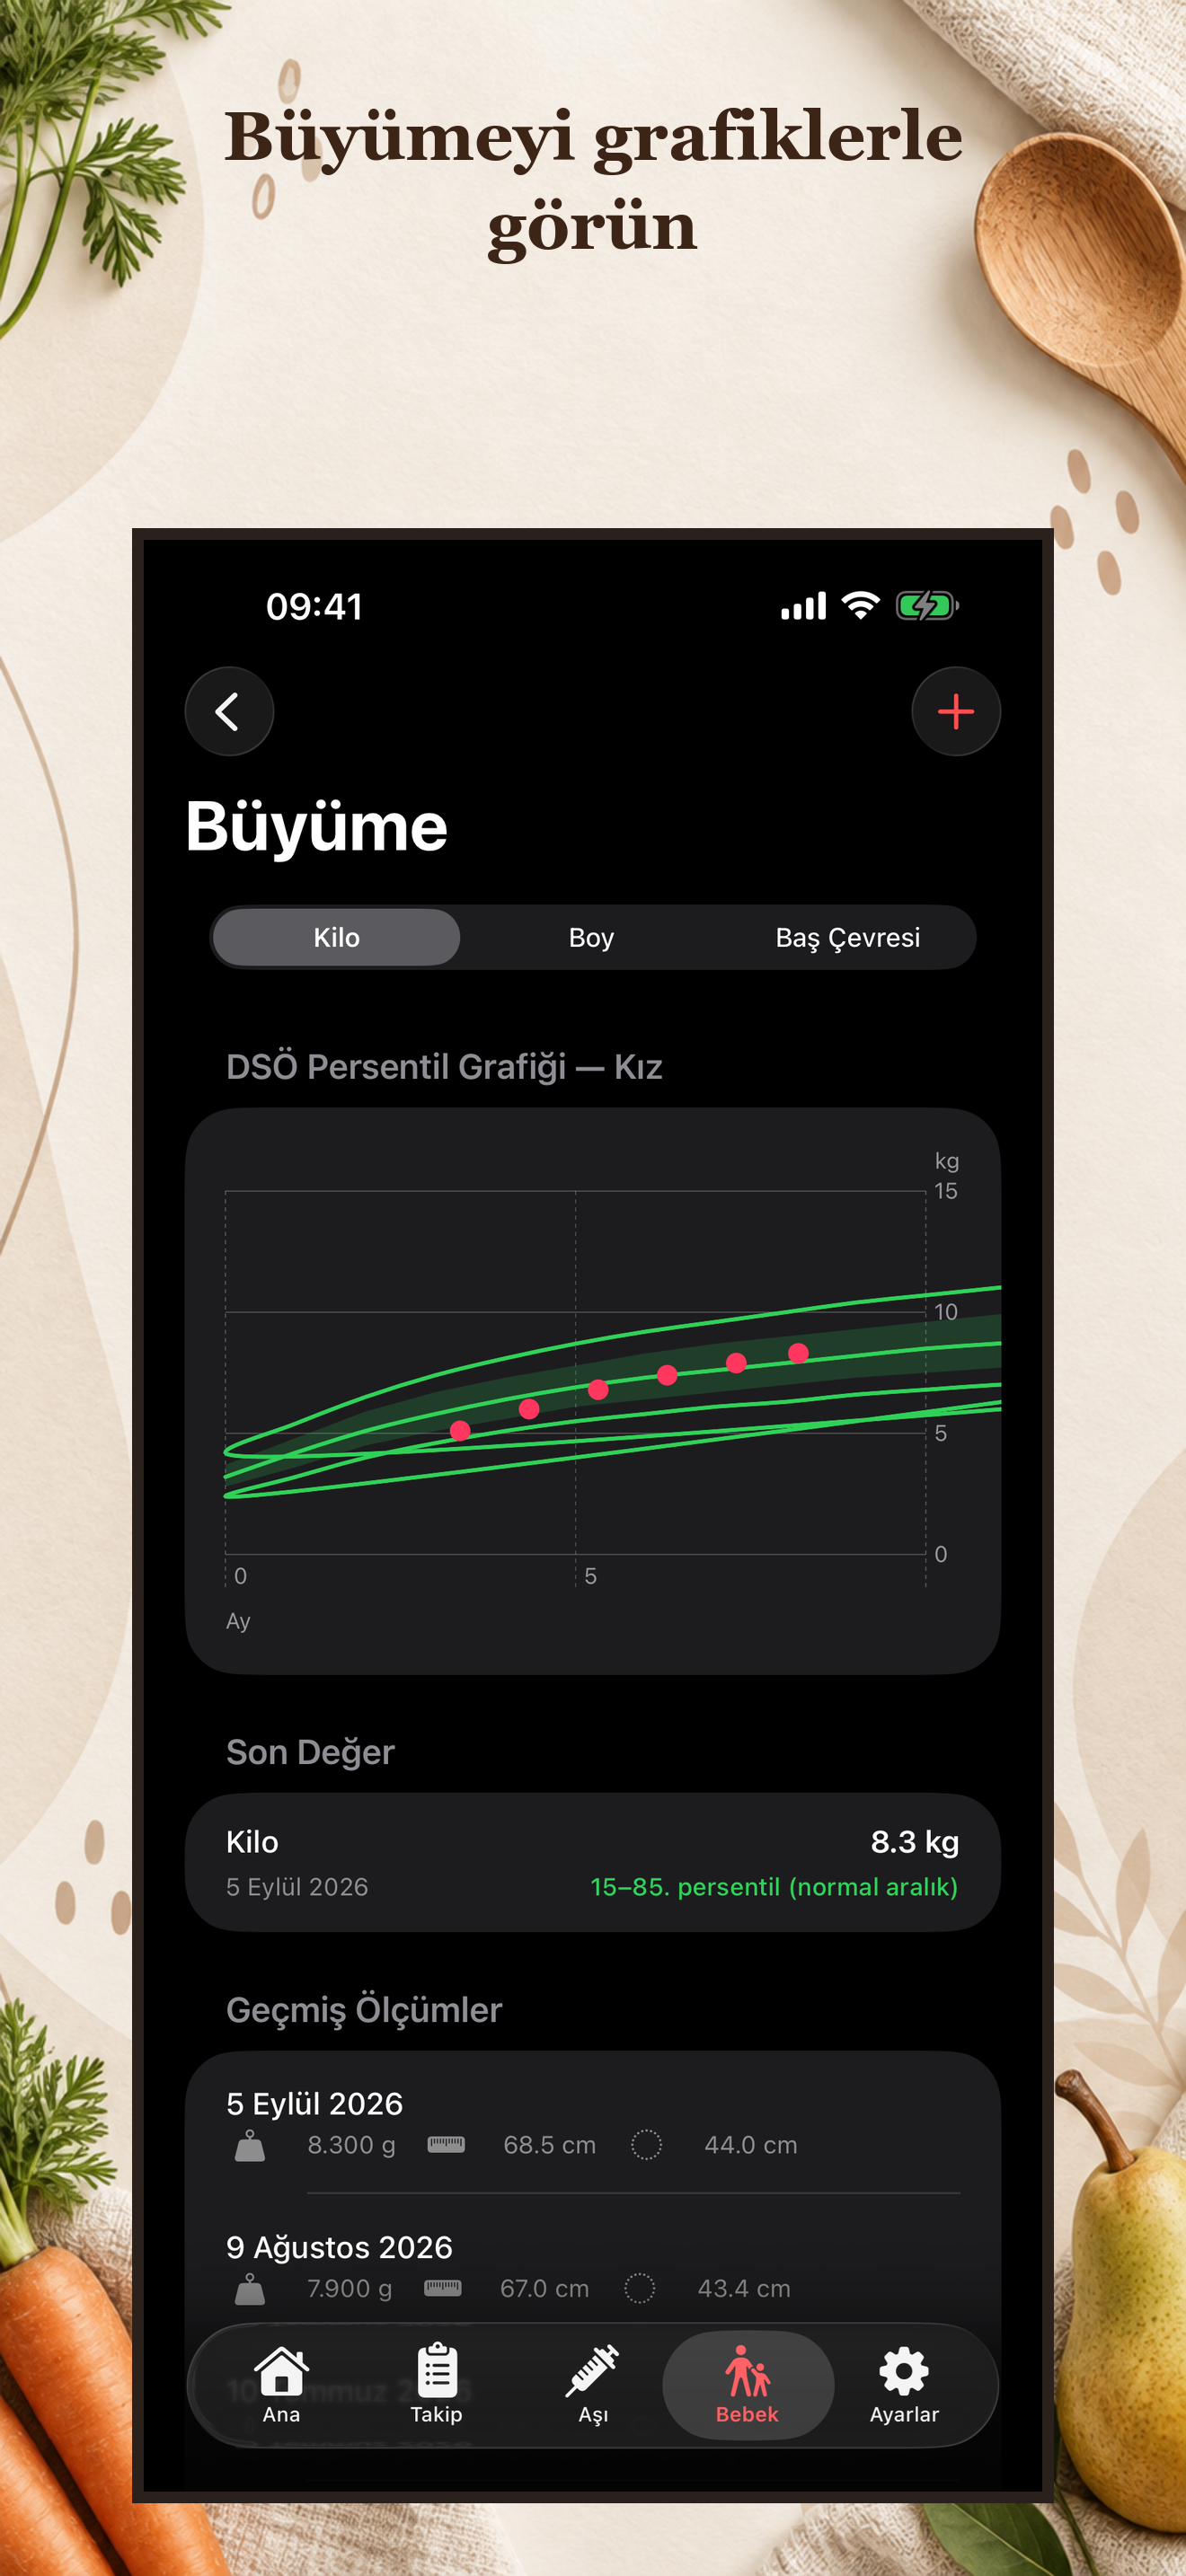 Büyümeyi grafiklerle
görün
09:41
Büyüme
Kilo Boy Baş Çevresi
DSÖ Persentil Grafiği — Kız
kg
15
10
5
0
0 5
Ay
Son Değer
Kilo 8.3 kg
5 Eylül 2026 15–85. persentil (normal aralık)
Geçmiş Ölçümler
5 Eylül 2026
8.300 g 68.5 cm 44.0 cm
9 Ağustos 2026
7.900 g 67.0 cm 43.4 cm
Ana Takip Aşı Bebek Ayarlar